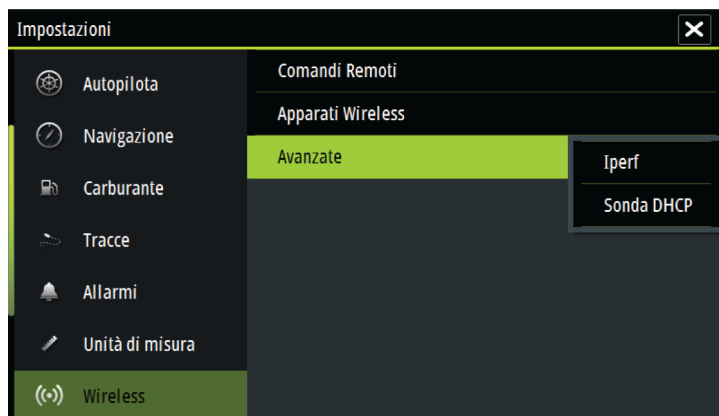 Impostazioni
Autopilota
Navigazione
Carburante
Tracce
Allarmi
Unità di misura
Wireless
Comandi Remoti
Apparati Wireless
Avanzate
Iperf
Sonda DHCP